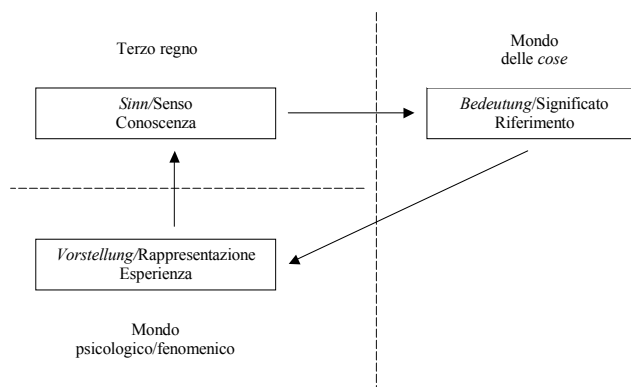 Terzo regno
Mondo
delle cose
Sinn/Senso
Conoscenza
Bedeutung/Significato
Riferimento
Vorstellung/Rappresentazione
Esperienza
Mondo
psicologico/fenomenico